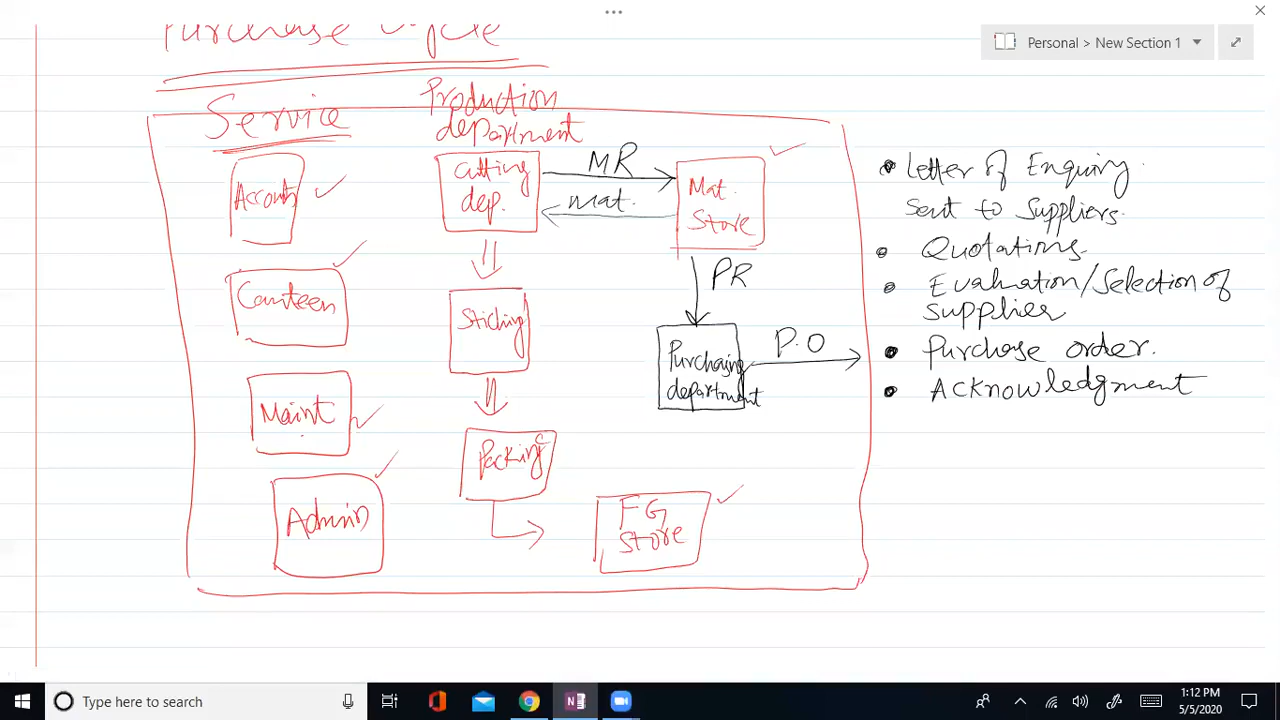 Personal > New Section 1
Purchase Cycle
Service
Production
department
Accounts
Canteen
Maint
Admin
Cutting
dep.
MR
mat.
Mat.
Store
Stiching
Packing
PR
Purchasing
department
P.O
FG
Store
Letter of Enquiry
Sent to Suppliers.
Quotations.
Evaluation/Selection of
supplier
Purchase order.
Acknowledgment
Type here to search
1:12 PM
5/5/2020